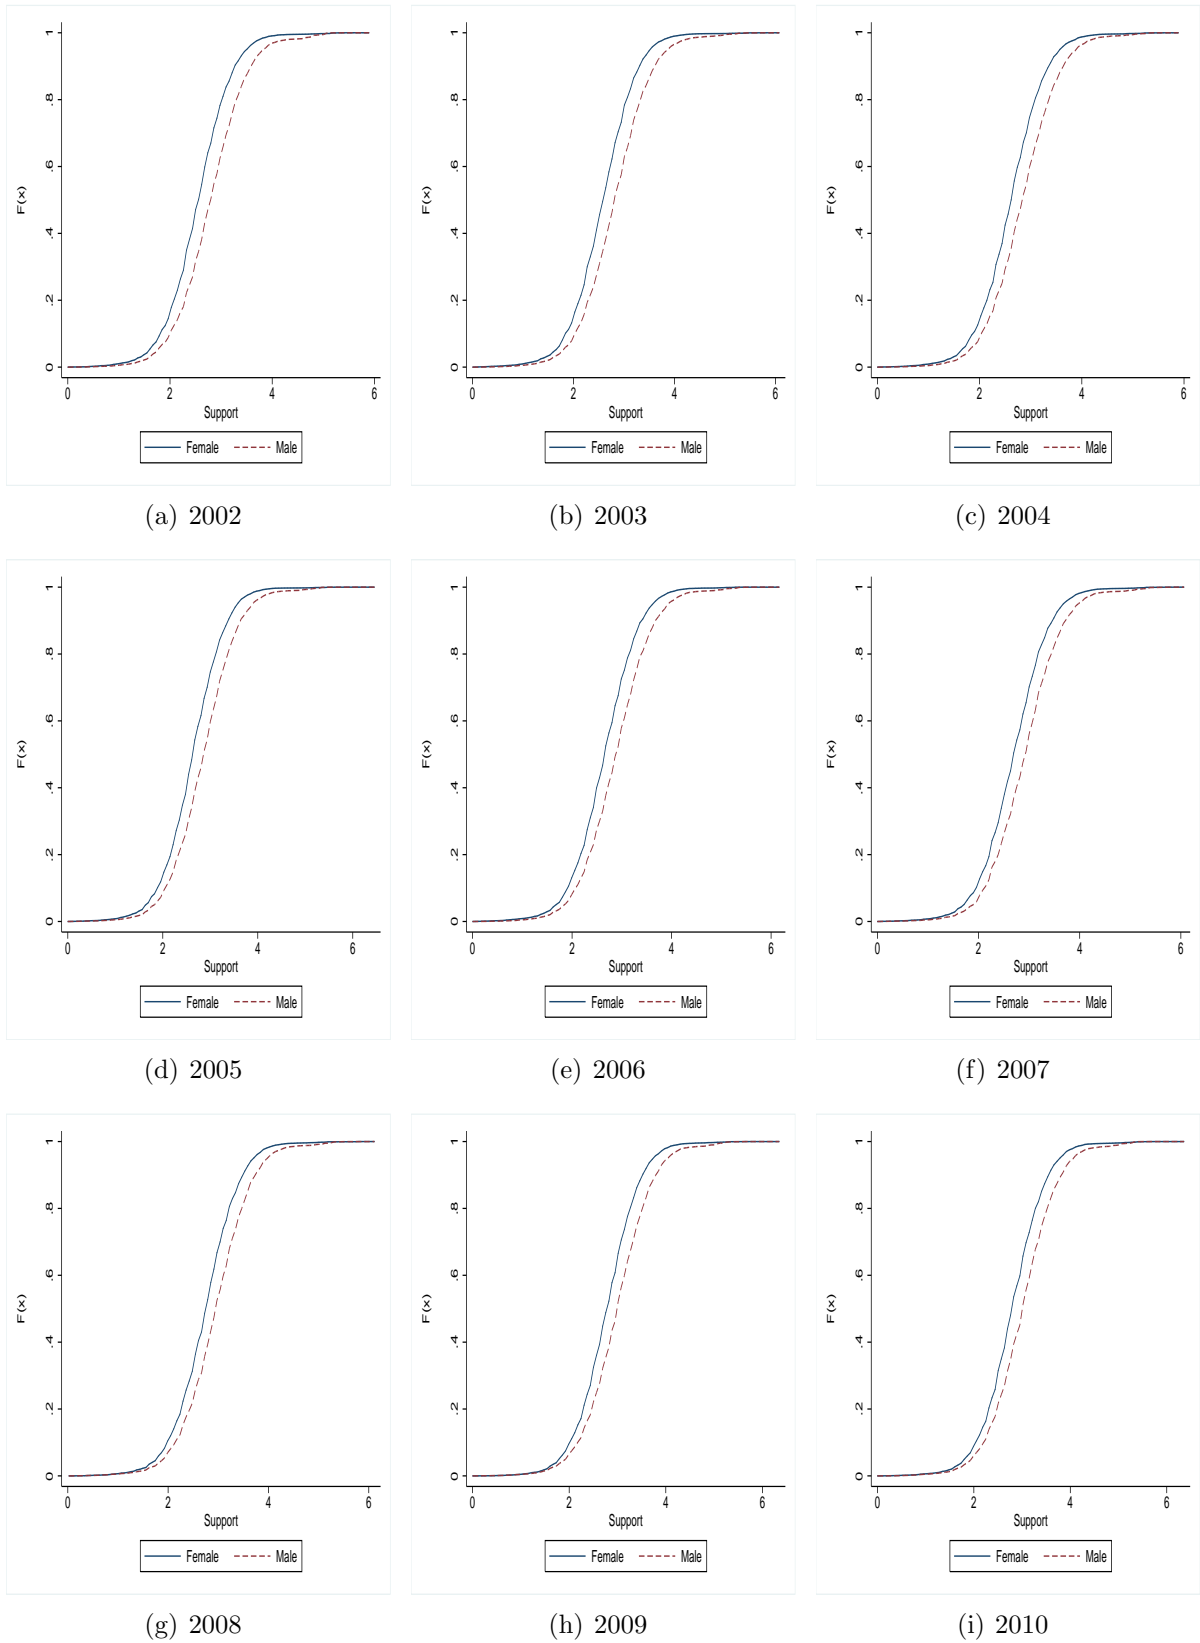 F(x)
1
.8
.6
.4
.2
0
0 2 4 6
Support
Female Male
(a) 2002
F(x)
1
.8
.6
.4
.2
0
0 2 4 6
Support
Female Male
(b) 2003
F(x)
1
.8
.6
.4
.2
0
0 2 4 6
Support
Female Male
(c) 2004
F(x)
1
.8
.6
.4
.2
0
0 2 4 6
Support
Female Male
(d) 2005
F(x)
1
.8
.6
.4
.2
0
0 2 4 6
Support
Female Male
(e) 2006
F(x)
1
.8
.6
.4
.2
0
0 2 4 6
Support
Female Male
(f) 2007
F(x)
1
.8
.6
.4
.2
0
0 2 4 6
Support
Female Male
(g) 2008
F(x)
1
.8
.6
.4
.2
0
0 2 4 6
Support
Female Male
(h) 2009
F(x)
1
.8
.6
.4
.2
0
0 2 4 6
Support
Female Male
(i) 2010